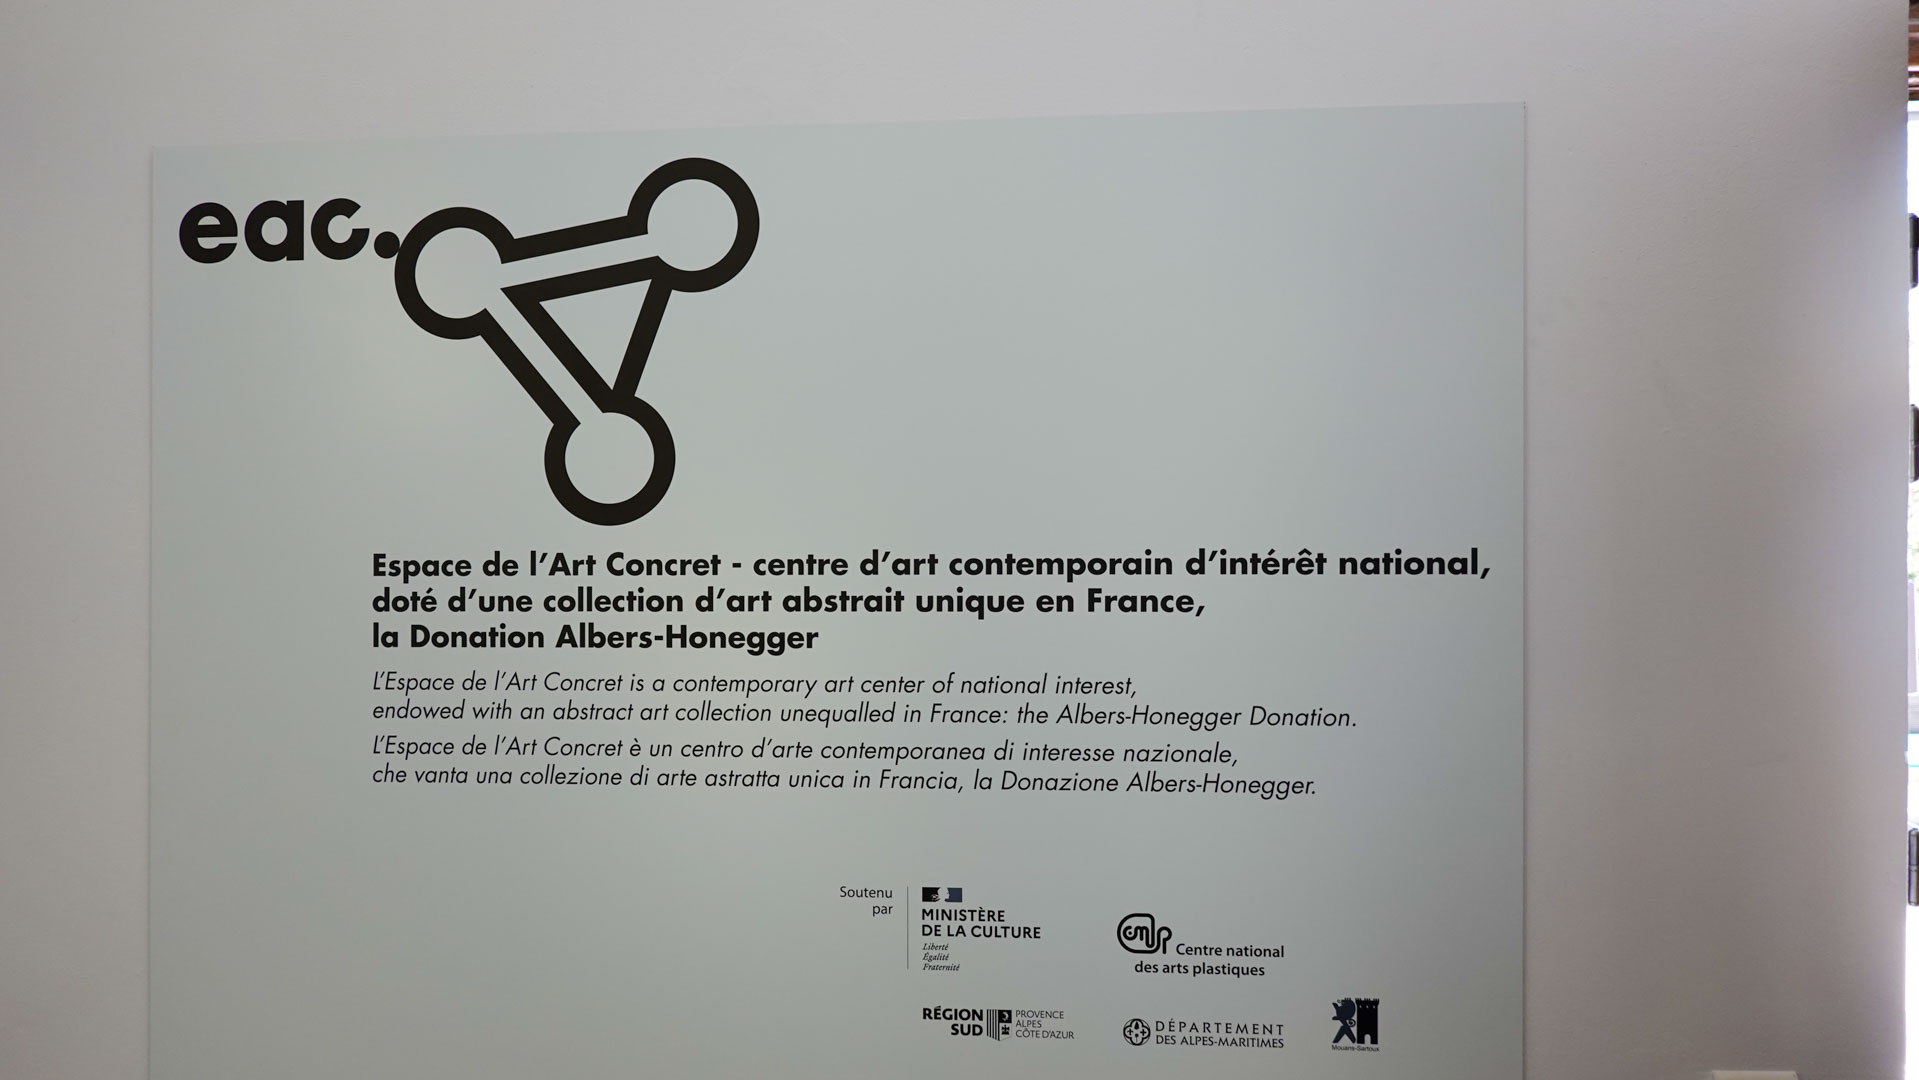 eac.
Espace de l'Art Concret - centre d'art contemporain d'intérêt national,
doté d'une collection d'art abstrait unique en France,
la Donation Albers-Honegger
L'Espace de l'Art Concret is a contemporary art center of national interest,
endowed with an abstract art collection unequalled in France: the Albers-Honegger Donation.
L'Espace de l'Art Concret è un centro d'arte contemporanea di interesse nazionale,
che vanta una collezione di arte astratta unica in Francia, la Donazione Albers-Honegger.
Soutenu
par
MINISTÈRE
DE LA CULTURE
Liberté
Égalité
Fraternité
cnap
Centre national
des arts plastiques
RÉGION
SUD
PROVENCE
ALPES
CÔTE D'AZUR
DÉPARTEMENT
DES ALPES-MARITIMES
Mouans-Sartoux